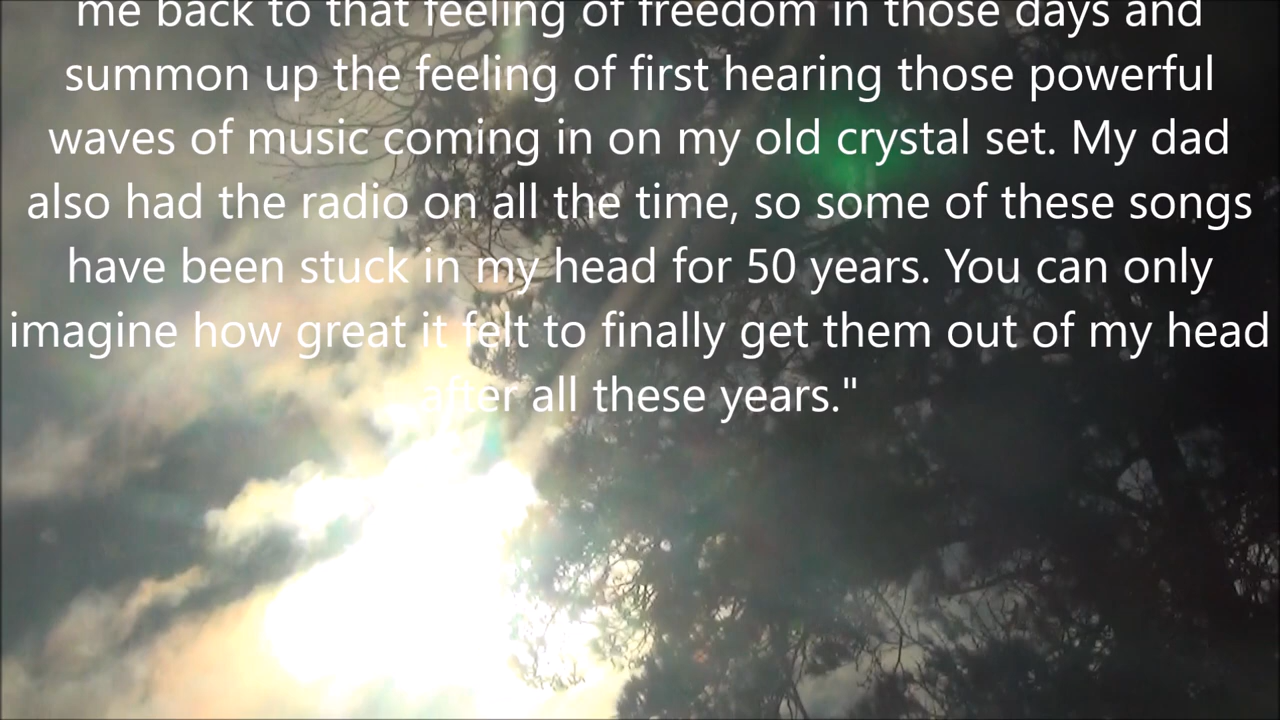 me back to that feeling of freedom in those days and
summon up the feeling of first hearing those powerful
waves of music coming in on my old crystal set. My dad
also had the radio on all the time, so some of these songs
have been stuck in my head for 50 years. You can only
imagine how great it felt to finally get them out of my head
after all these years."